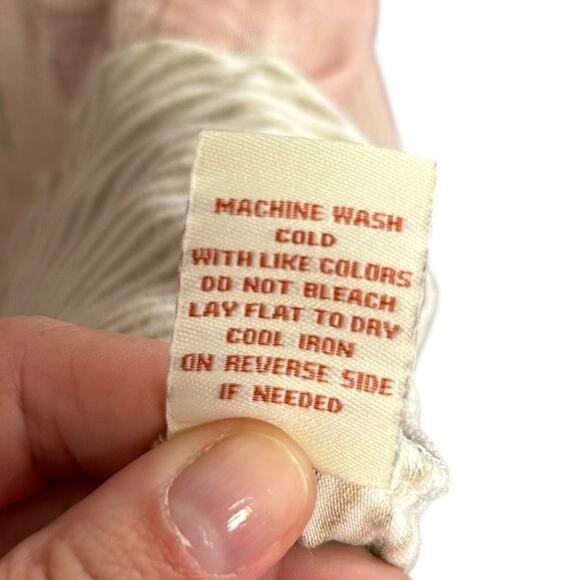 MACHINE WASH
COLD
WITH LIKE COLORS
DO NOT BLEACH
LAY FLAT TO DRY
COOL IRON
ON REVERSE SIDE
IF NEEDED